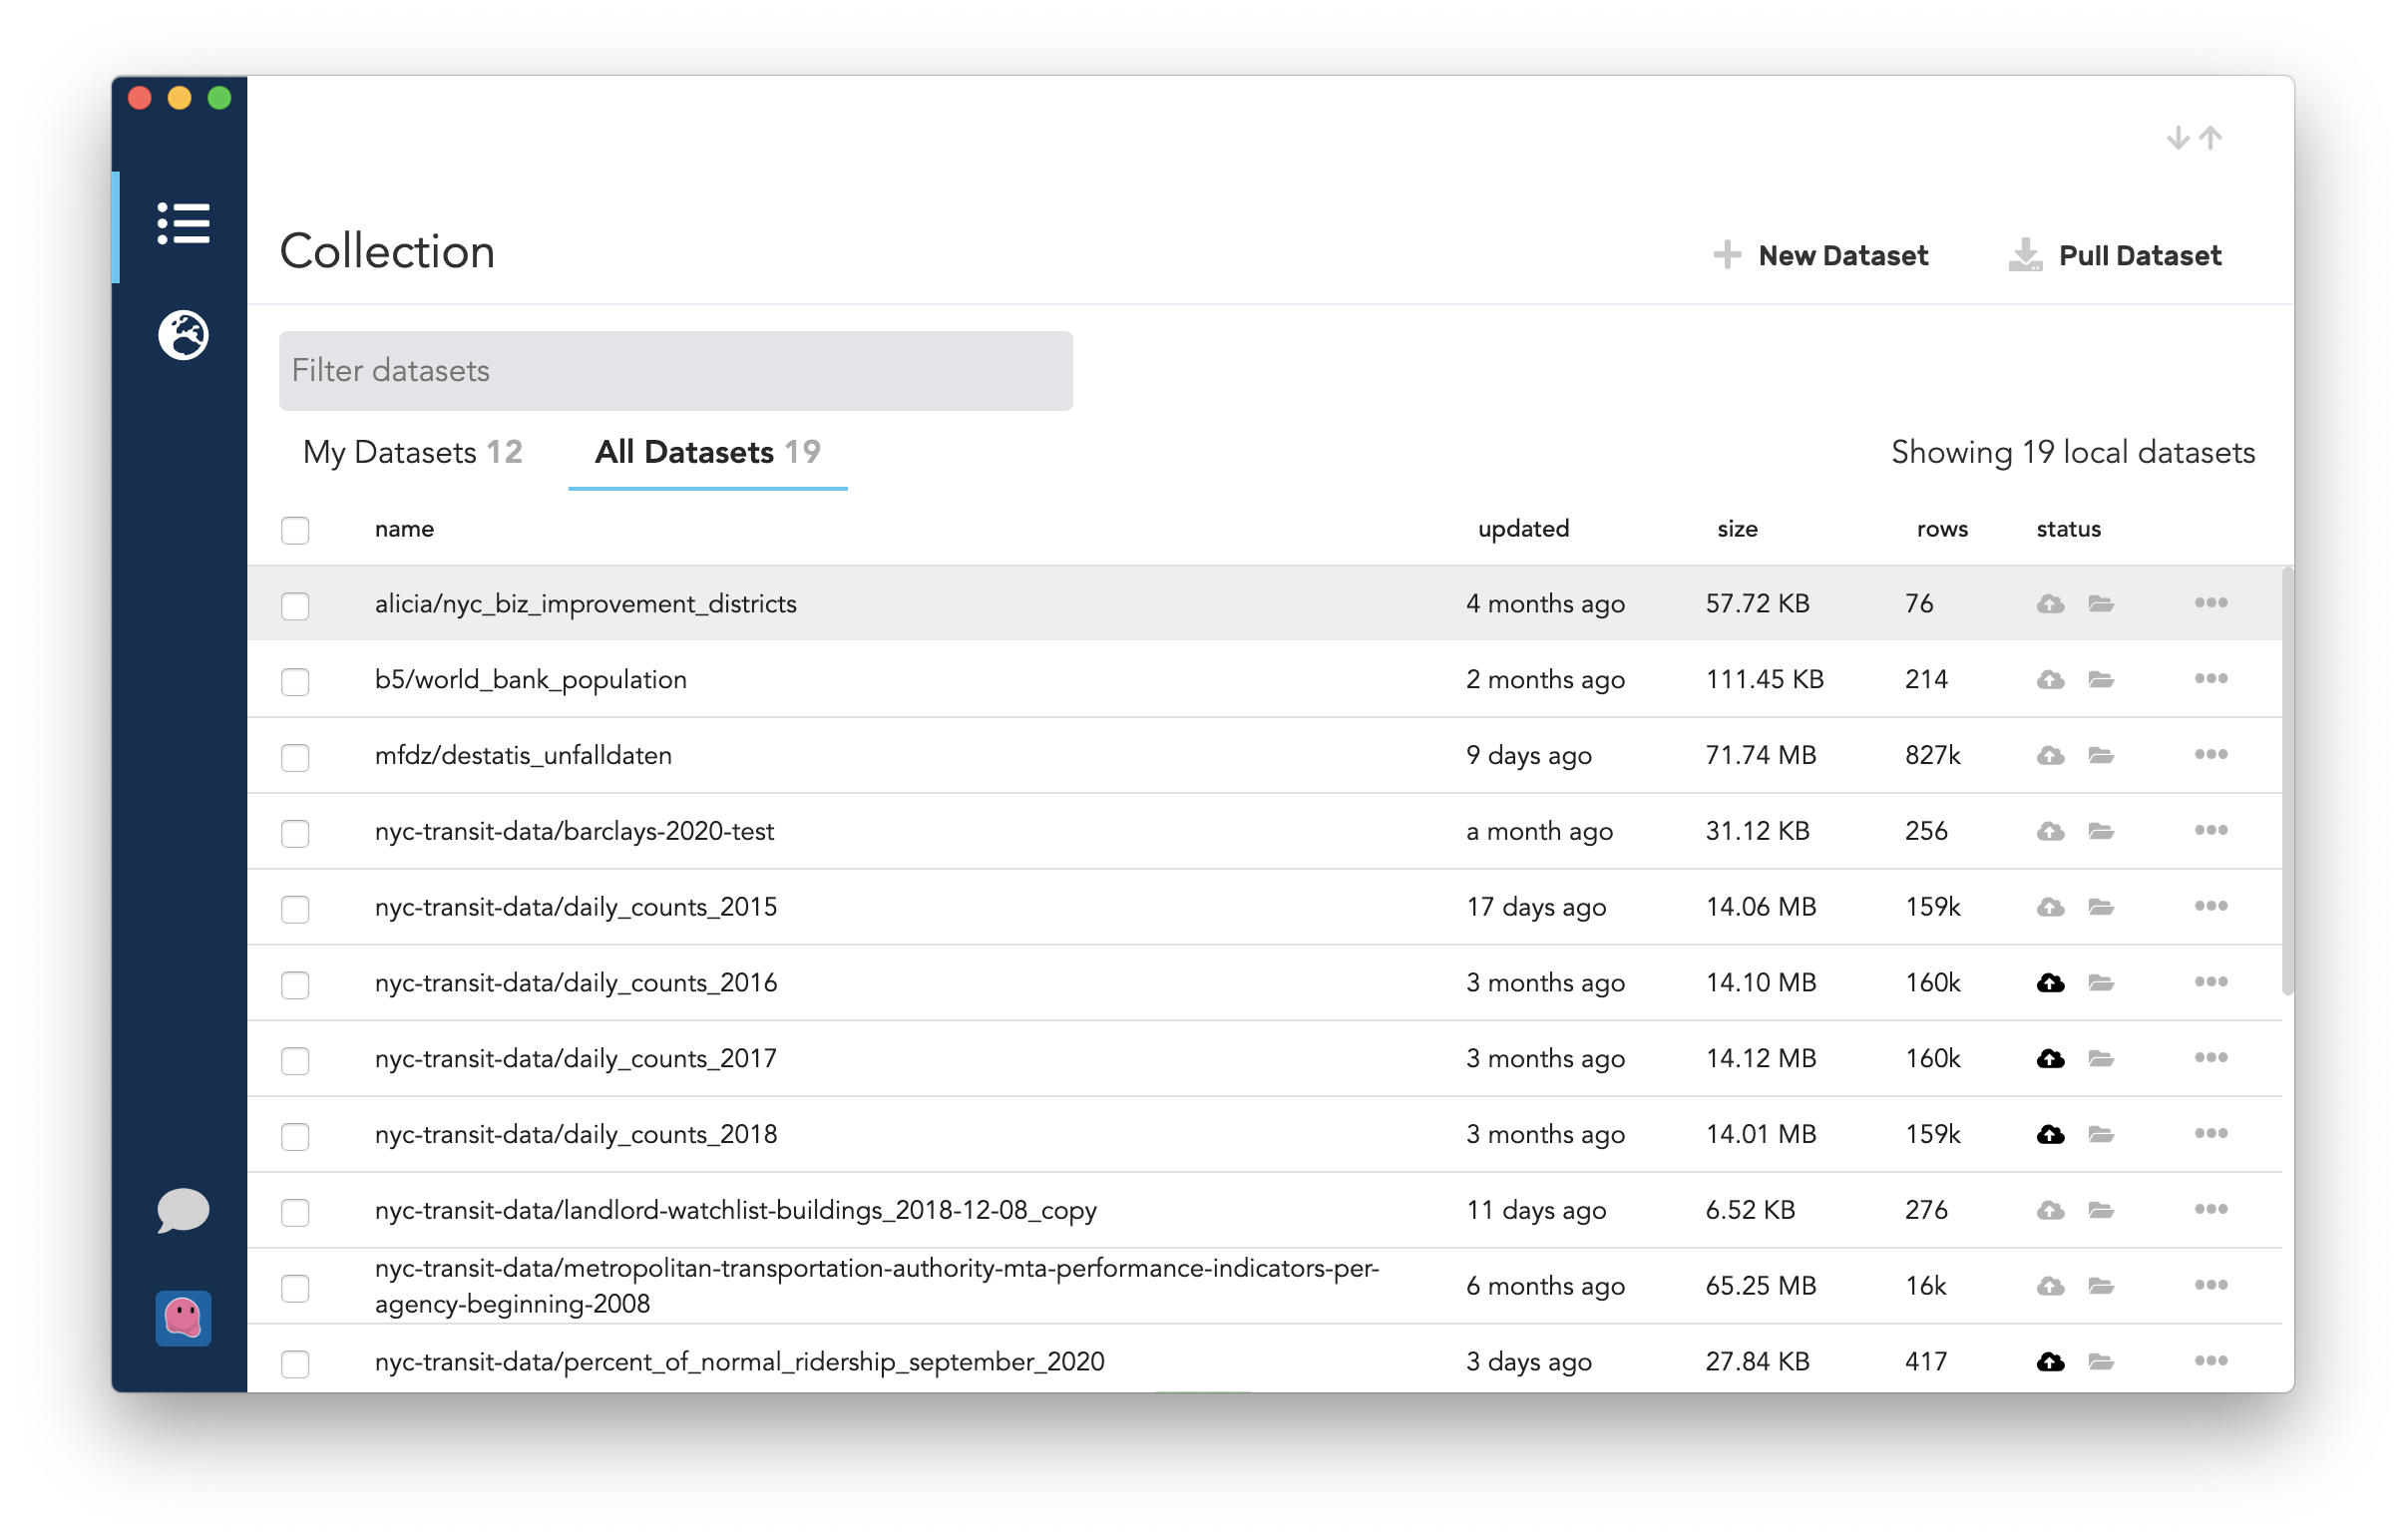 Collection
New Dataset
Pull Dataset
Filter datasets
My Datasets 12
All Datasets 19
Showing 19 local datasets
name updated size rows status
alicia/nyc_biz_improvement_districts 4 months ago 57.72 KB 76
b5/world_bank_population 2 months ago 111.45 KB 214
mfdz/destatis_unfalldaten 9 days ago 71.74 MB 827k
nyc-transit-data/barclays-2020-test a month ago 31.12 KB 256
nyc-transit-data/daily_counts_2015 17 days ago 14.06 MB 159k
nyc-transit-data/daily_counts_2016 3 months ago 14.10 MB 160k
nyc-transit-data/daily_counts_2017 3 months ago 14.12 MB 160k
nyc-transit-data/daily_counts_2018 3 months ago 14.01 MB 159k
nyc-transit-data/landlord-watchlist-buildings_2018-12-08_copy 11 days ago 6.52 KB 276
nyc-transit-data/metropolitan-transportation-authority-mta-performance-indicators-per-
agency-beginning-2008 6 months ago 65.25 MB 16k
nyc-transit-data/percent_of_normal_ridership_september_2020 3 days ago 27.84 KB 417